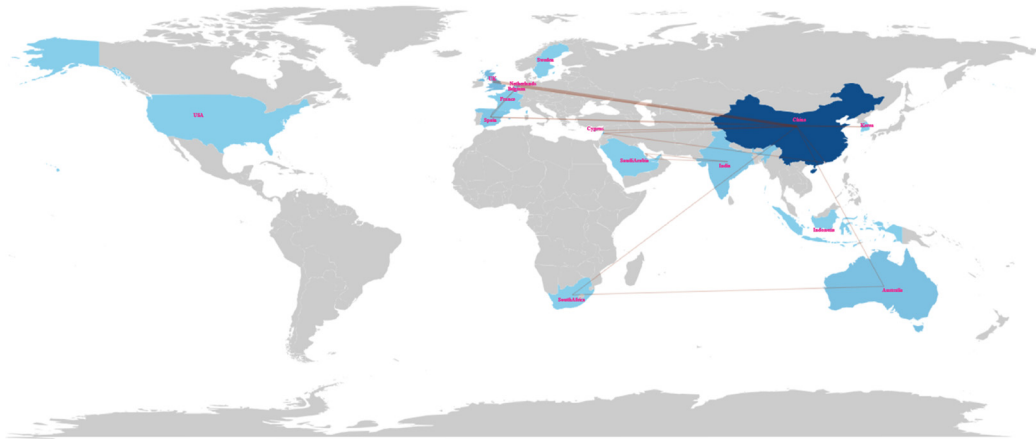 Sweden
UK
Netherlands
Belgium
France
USA
Spain
China
Korea
Cyprus
SaudiArabia
India
Indonesia
Australia
SouthAfrica